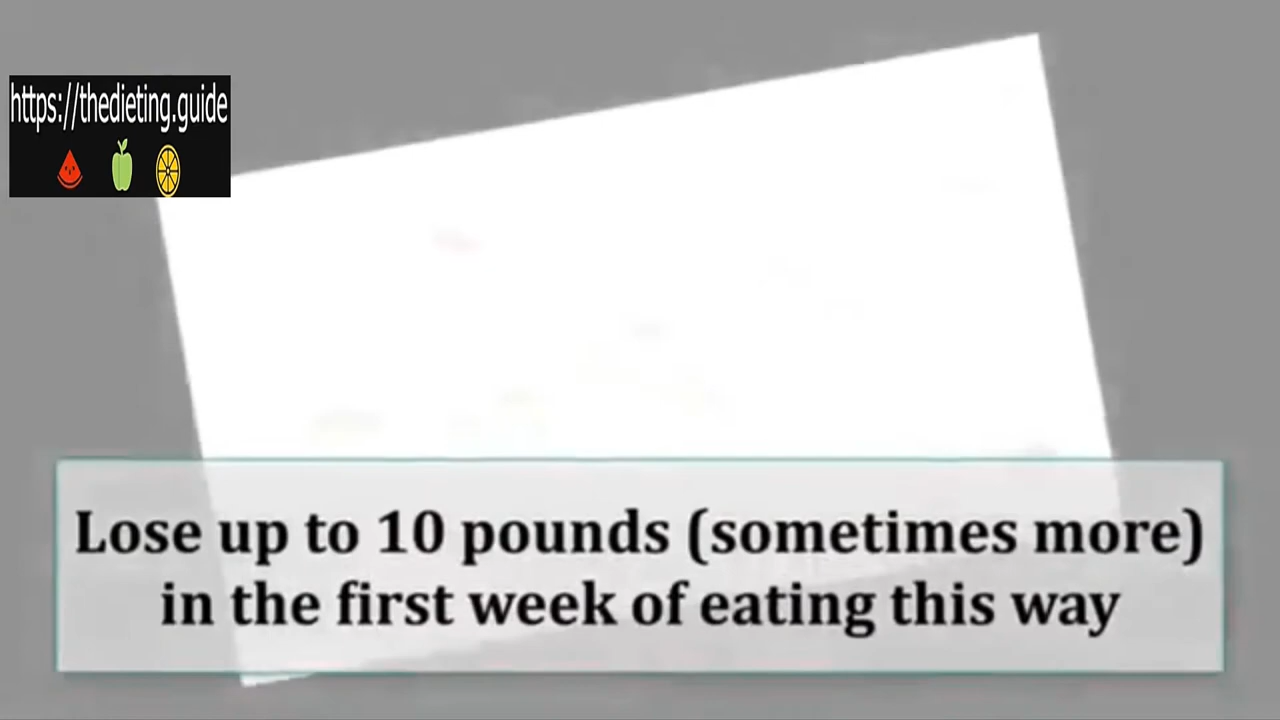 https://thedieting.guide
Lose up to 10 pounds (sometimes more)
in the first week of eating this way